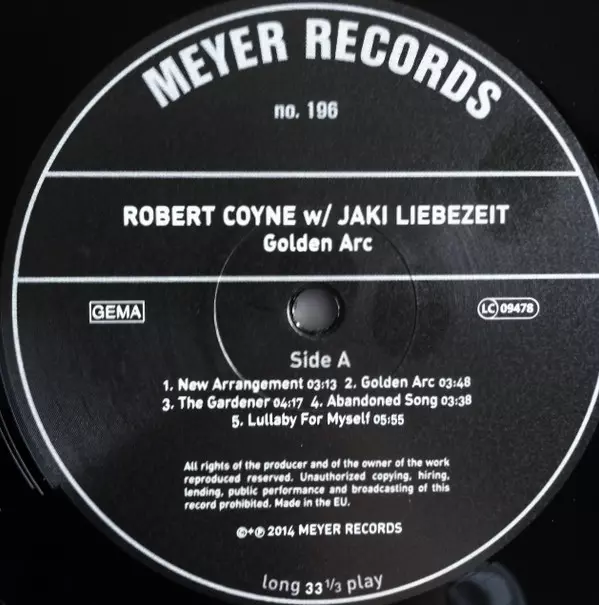 MEYER RECORDS
no. 196
ROBERT COYNE w/ JAKI LIEBEZEIT
Golden Arc
GEMA
LC 09478
Side A
1. New Arrangement 03:13 2. Golden Arc 03:48
3. The Gardener 04:17 4. Abandoned Song 03:38
5. Lullaby For Myself 05:55
All rights of the producer and of the owner of the work
reproduced reserved. Unauthorized copying, hiring,
lending, public performance and broadcasting of this
record prohibited. Made in the EU.
©+℗ 2014 MEYER RECORDS
long 33 1/3 play